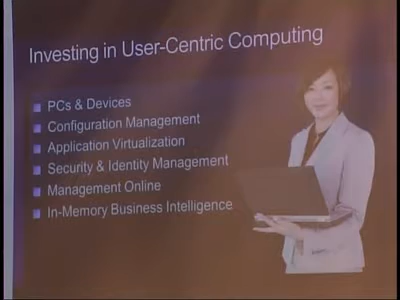 Investing in User-Centric Computing
PCs & Devices
Configuration Management
Application Virtualization
Security & Identity Management
Management Online
In-Memory Business Intelligence